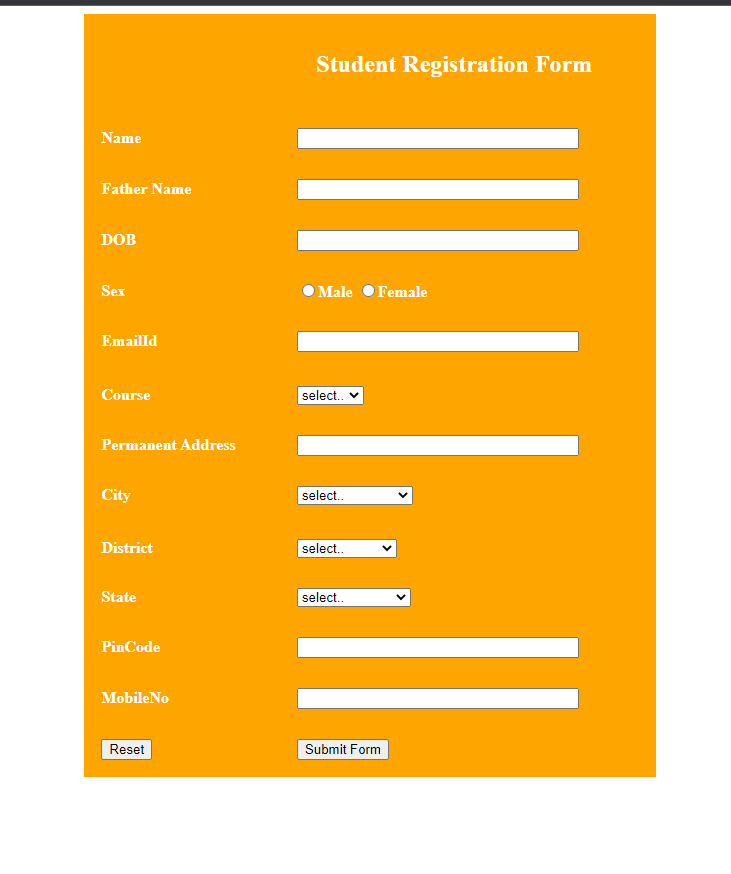 Student Registration Form
Name
Father Name
DOB
Sex Male Female
EmailId
Course select..
Permanent Address
City select..
District select..
State select..
PinCode
MobileNo
Reset Submit Form